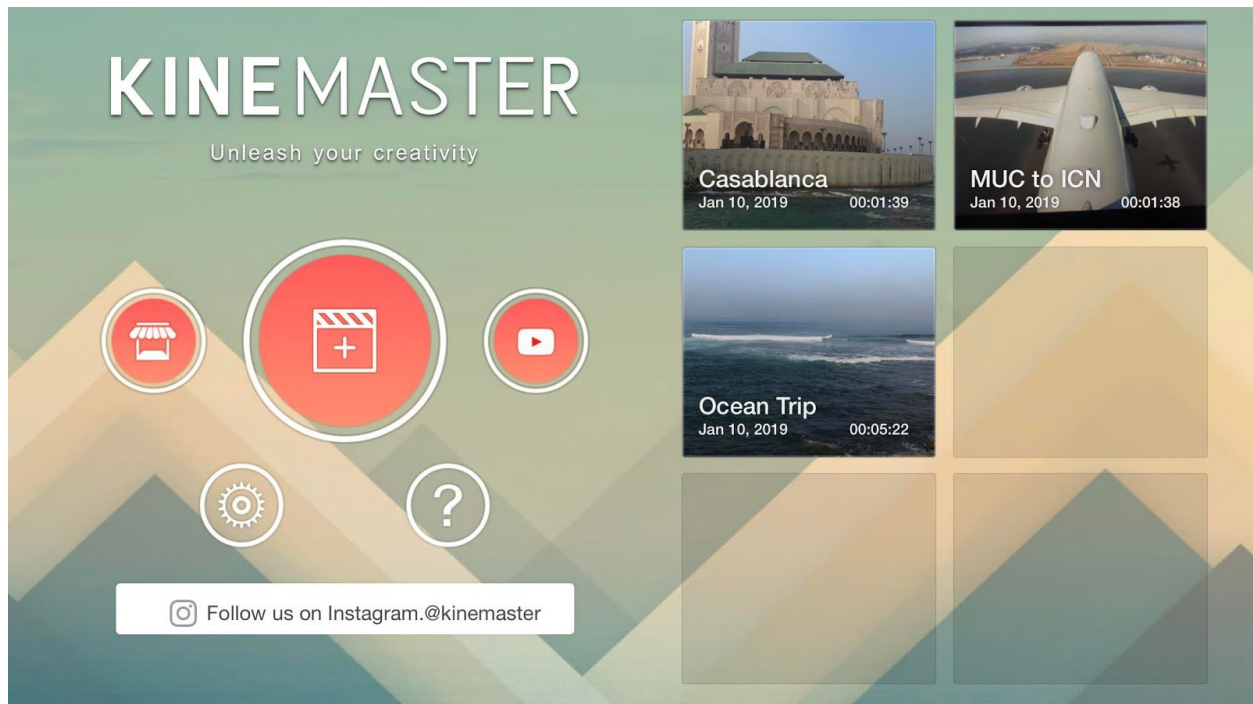 KINEMASTER
Unleash your creativity
Follow us on Instagram.@kinemaster
Casablanca
Jan 10, 2019 00:01:39
MUC to ICN
Jan 10, 2019 00:01:38
Ocean Trip
Jan 10, 2019 00:05:22